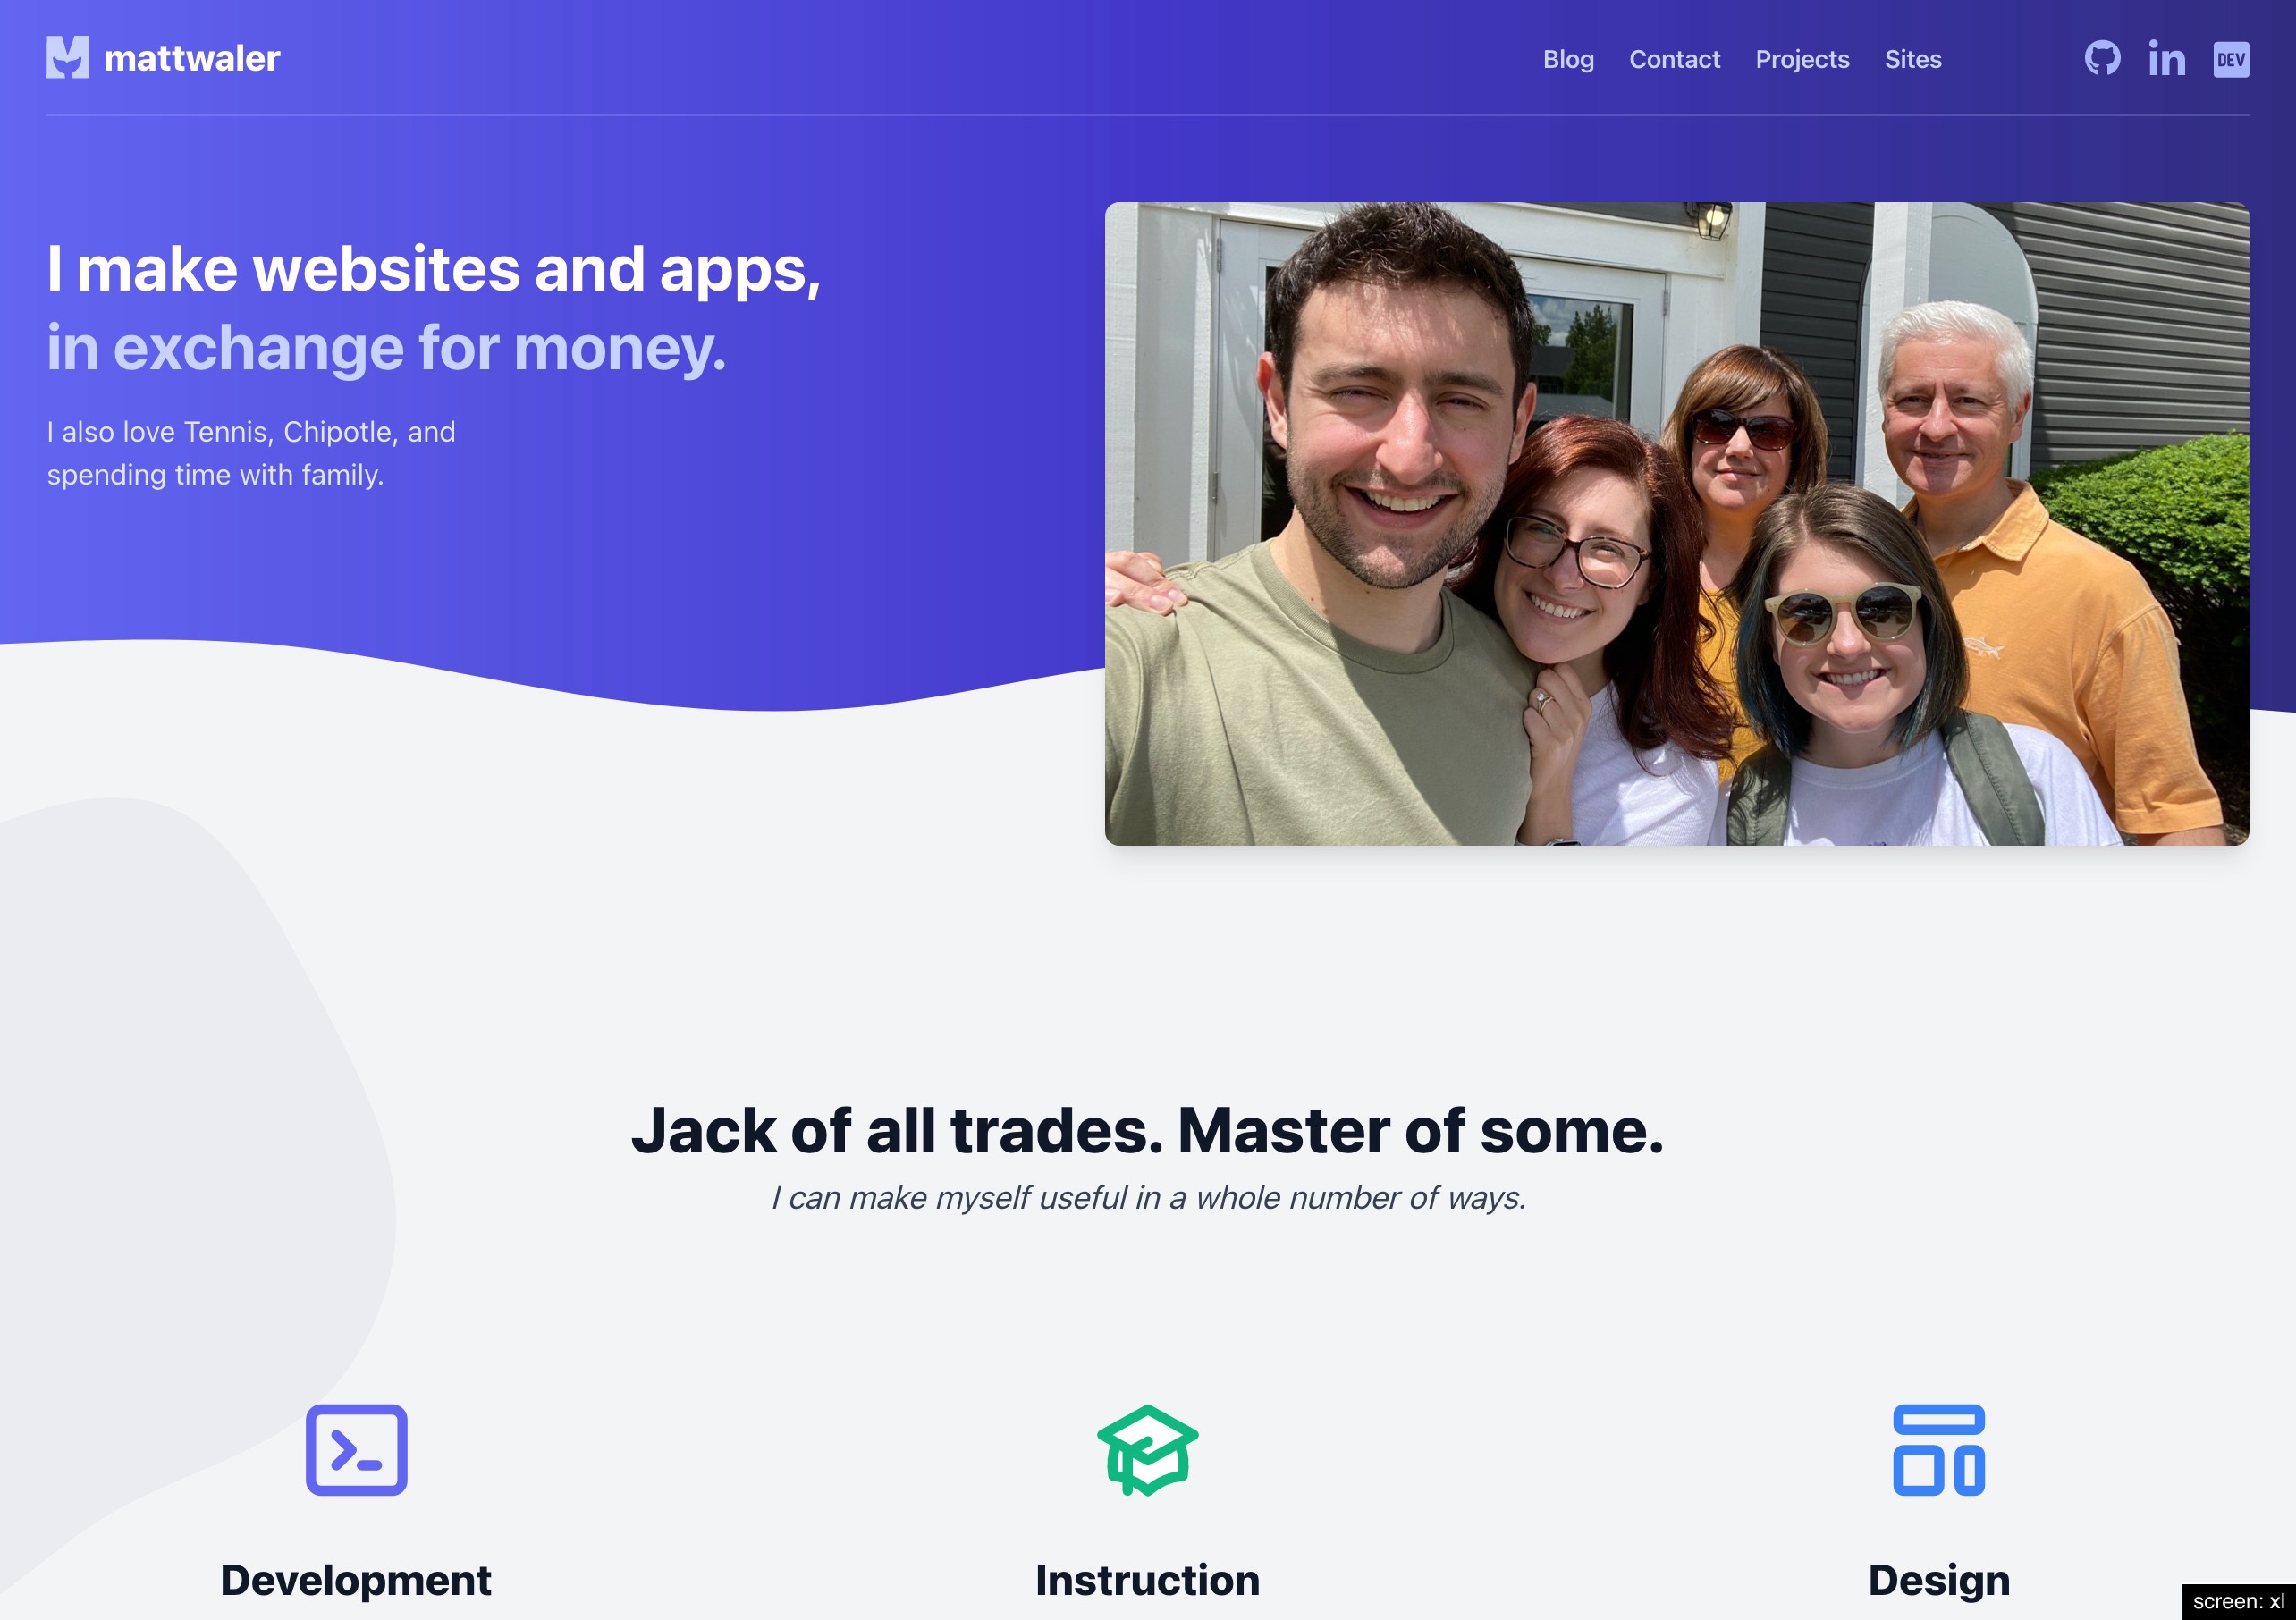 mattwaler
Blog Contact Projects Sites
DEV
I make websites and apps,
in exchange for money.
I also love Tennis, Chipotle, and
spending time with family.
Jack of all trades. Master of some.
I can make myself useful in a whole number of ways.
Development
Instruction
Design
screen: xl